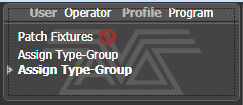 User Operator Profile Program
Patch Fixtures
Assign Type-Group
Assign Type-Group